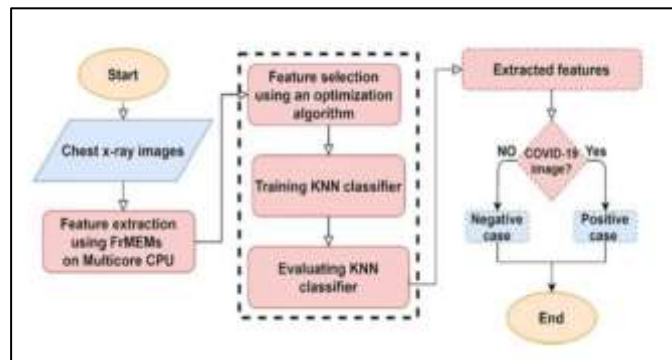 Start
Chest x-ray images
Feature extraction
using FrMEMs
on Multicore CPU
Feature selection
using an optimization
algorithm
Training KNN classifier
Evaluating KNN
classifier
Extracted features
NO
COVID-19
image?
Yes
Negative
case
Positive
case
End